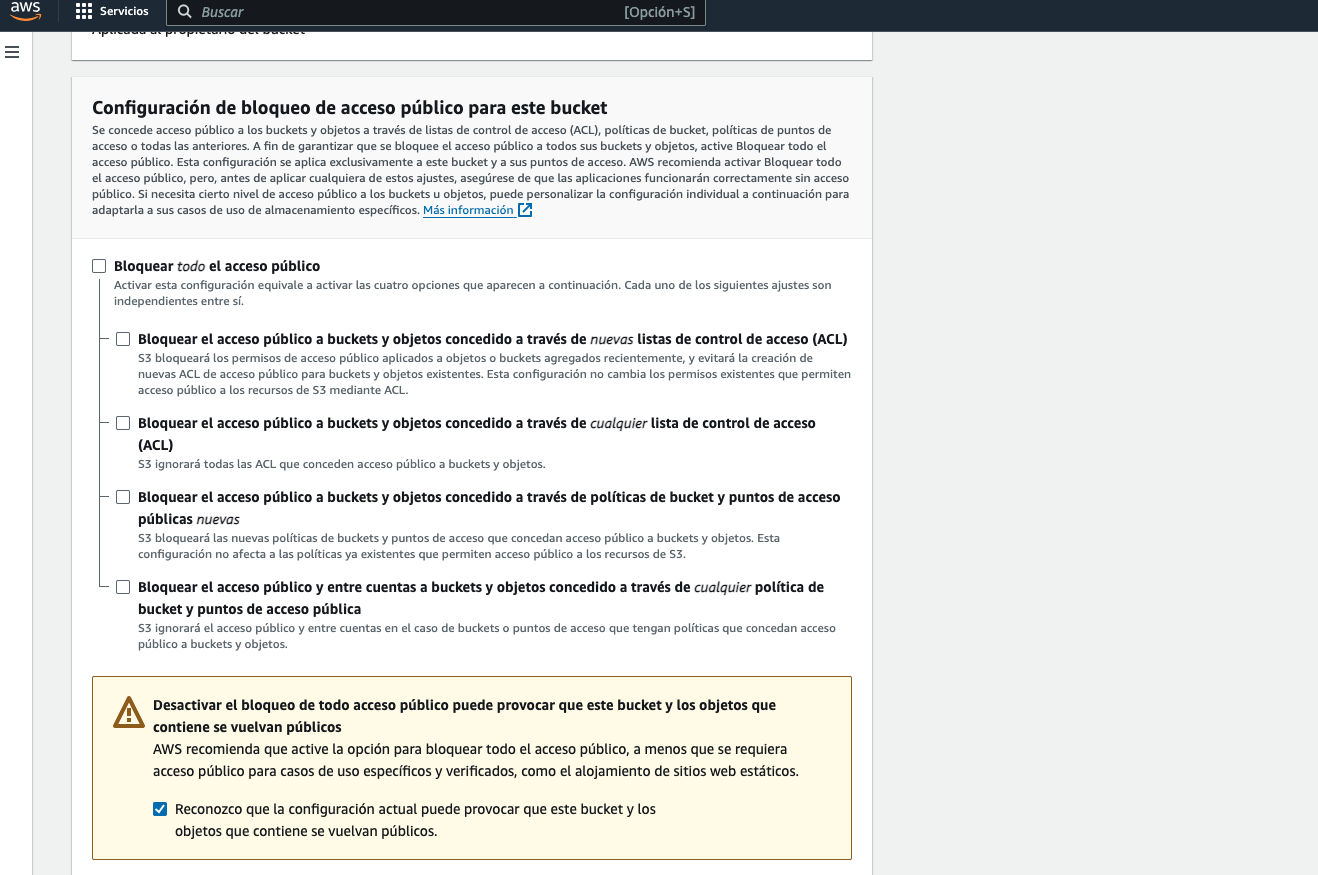 aws
Servicios
Buscar
[Opción+S]
Aplicada al propietario del bucket
Configuración de bloqueo de acceso público para este bucket
Se concede acceso público a los buckets y objetos a través de listas de control de acceso (ACL), políticas de bucket, políticas de puntos de
acceso o todas las anteriores. A fin de garantizar que se bloquee el acceso público a todos sus buckets y objetos, active Bloquear todo el
acceso público. Esta configuración se aplica exclusivamente a este bucket y a sus puntos de acceso. AWS recomienda activar Bloquear todo
el acceso público, pero, antes de aplicar cualquiera de estos ajustes, asegúrese de que las aplicaciones funcionarán correctamente sin acceso
público. Si necesita cierto nivel de acceso público a los buckets u objetos, puede personalizar la configuración individual a continuación para
adaptarla a sus casos de uso de almacenamiento específicos. Más información
Bloquear todo el acceso público
Activar esta configuración equivale a activar las cuatro opciones que aparecen a continuación. Cada uno de los siguientes ajustes son
independientes entre sí.
Bloquear el acceso público a buckets y objetos concedido a través de nuevas listas de control de acceso (ACL)
S3 bloqueará los permisos de acceso público aplicados a objetos o buckets agregados recientemente, y evitará la creación de
nuevas ACL de acceso público para buckets y objetos existentes. Esta configuración no cambia los permisos existentes que permiten
acceso público a los recursos de S3 mediante ACL.
Bloquear el acceso público a buckets y objetos concedido a través de cualquier lista de control de acceso
(ACL)
S3 ignorará todas las ACL que conceden acceso público a buckets y objetos.
Bloquear el acceso público a buckets y objetos concedido a través de políticas de bucket y puntos de acceso
públicas nuevas
S3 bloqueará las nuevas políticas de buckets y puntos de acceso que concedan acceso público a buckets y objetos. Esta
configuración no afecta a las políticas ya existentes que permiten acceso público a los recursos de S3.
Bloquear el acceso público y entre cuentas a buckets y objetos concedido a través de cualquier política de
bucket y puntos de acceso pública
S3 ignorará el acceso público y entre cuentas en el caso de buckets o puntos de acceso que tengan políticas que concedan acceso
público a buckets y objetos.
Desactivar el bloqueo de todo acceso público puede provocar que este bucket y los objetos que
contiene se vuelvan públicos
AWS recomienda que active la opción para bloquear todo el acceso público, a menos que se requiera
acceso público para casos de uso específicos y verificados, como el alojamiento de sitios web estáticos.
Reconozco que la configuración actual puede provocar que este bucket y los
objetos que contiene se vuelvan públicos.